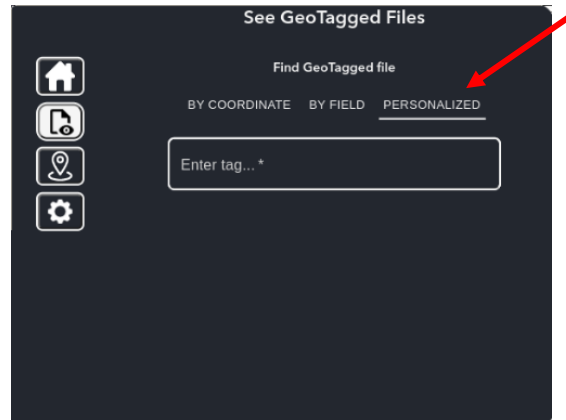 See GeoTagged Files
Find GeoTagged file
BY COORDINATE BY FIELD PERSONALIZED
Enter tag... *